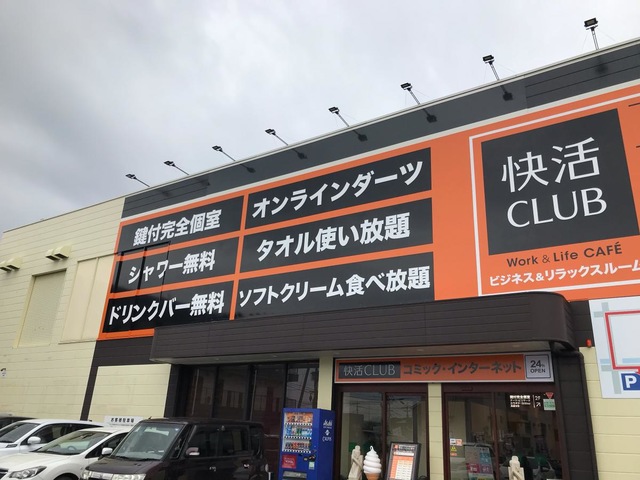 鍵付完全個室
オンラインダーツ
シャワー無料
タオル使い放題
ドリンクバー無料
ソフトクリーム食べ放題
快活
CLUB
Work & Life CAFÉ
ビジネス&リラックスルーム
快活CLUB コミック・インターネット
24h
OPEN
P
Asahi